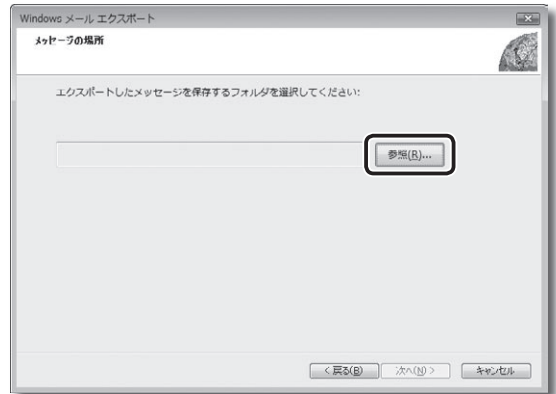 Windows メール エクスポート
メッセージの場所
エクスポートしたメッセージを保存するフォルダを選択してください:
参照(R)...
< 戻る(B)
次へ(N) >
キャンセル